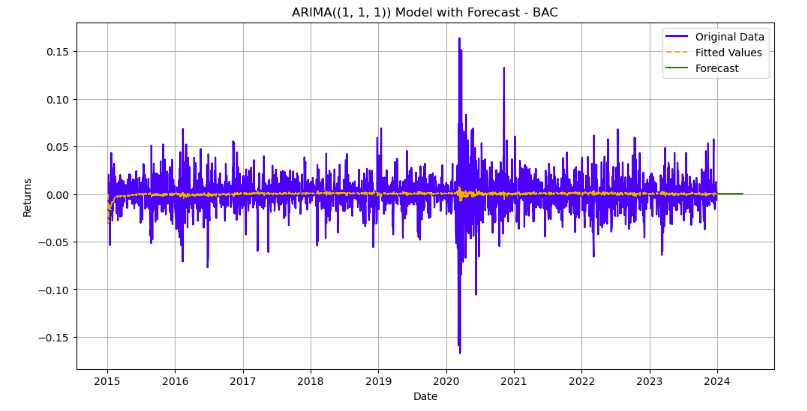 ARIMA((1, 1, 1)) Model with Forecast - BAC
Original Data
Fitted Values
Forecast
0.15
0.10
0.05
0.00
−0.05
−0.10
−0.15
Returns
2015 2016 2017 2018 2019 2020 2021 2022 2023 2024
Date